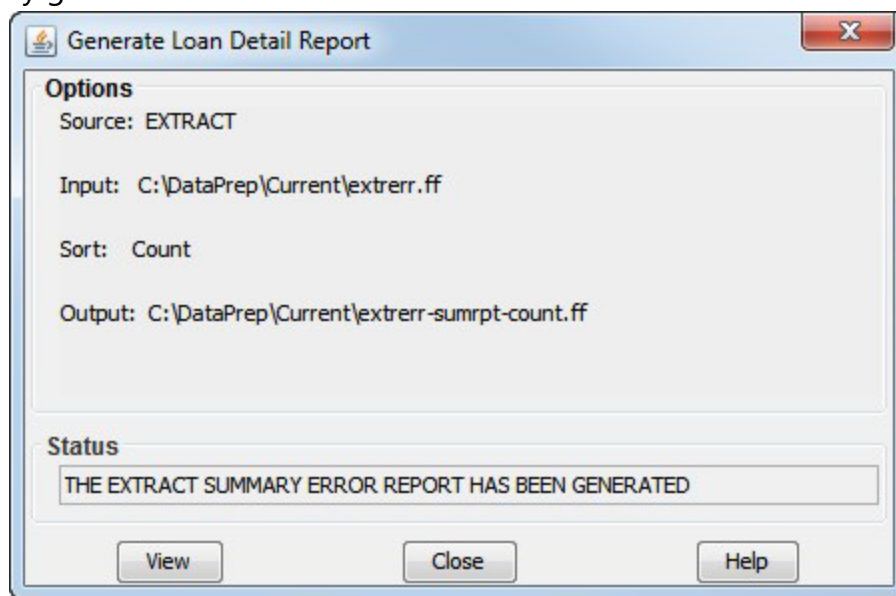 Generate Loan Detail Report
Options
Source: EXTRACT
Input: C:\DataPrep\Current\extrerr.ff
Sort: Count
Output: C:\DataPrep\Current\extrerr-sumrpt-count.ff
Status
THE EXTRACT SUMMARY ERROR REPORT HAS BEEN GENERATED
View Close Help